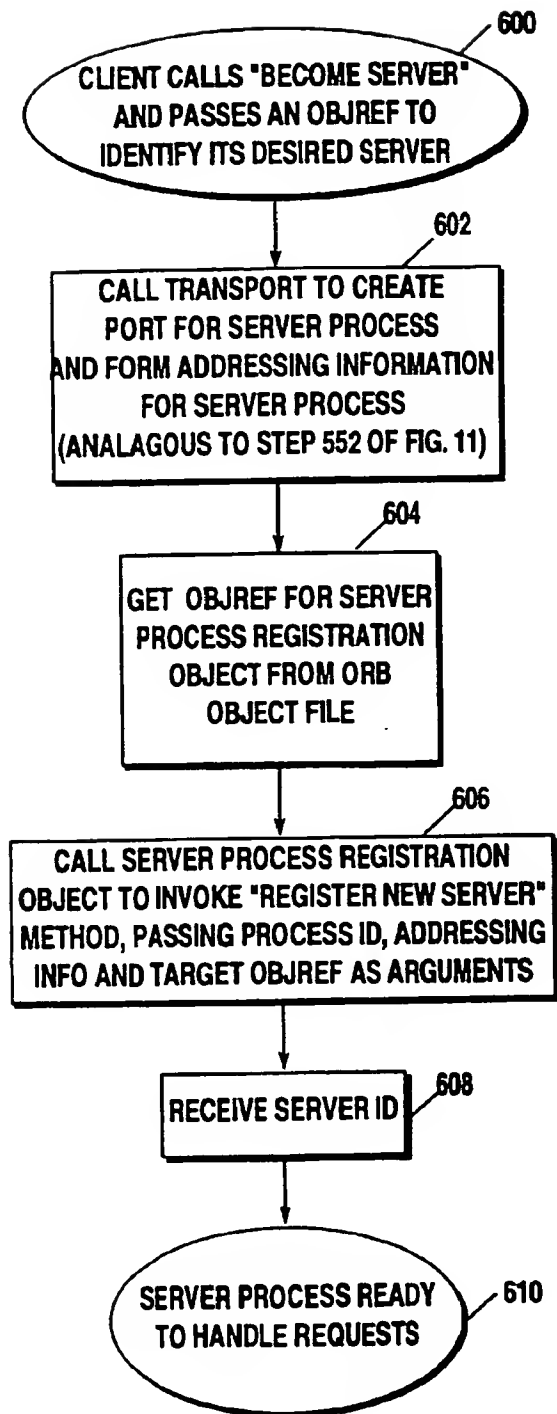 600
CLIENT CALLS "BECOME SERVER"
AND PASSES AN OBJREF TO
IDENTIFY ITS DESIRED SERVER
602
CALL TRANSPORT TO CREATE
PORT FOR SERVER PROCESS
AND FORM ADDRESSING INFORMATION
FOR SERVER PROCESS
(ANALAGOUS TO STEP 552 OF FIG. 11)
604
GET OBJREF FOR SERVER
PROCESS REGISTRATION
OBJECT FROM ORB
OBJECT FILE
606
CALL SERVER PROCESS REGISTRATION
OBJECT TO INVOKE "REGISTER NEW SERVER"
METHOD, PASSING PROCESS ID, ADDRESSING
INFO AND TARGET OBJREF AS ARGUMENTS
RECEIVE SERVER ID
608
SERVER PROCESS READY
TO HANDLE REQUESTS
610